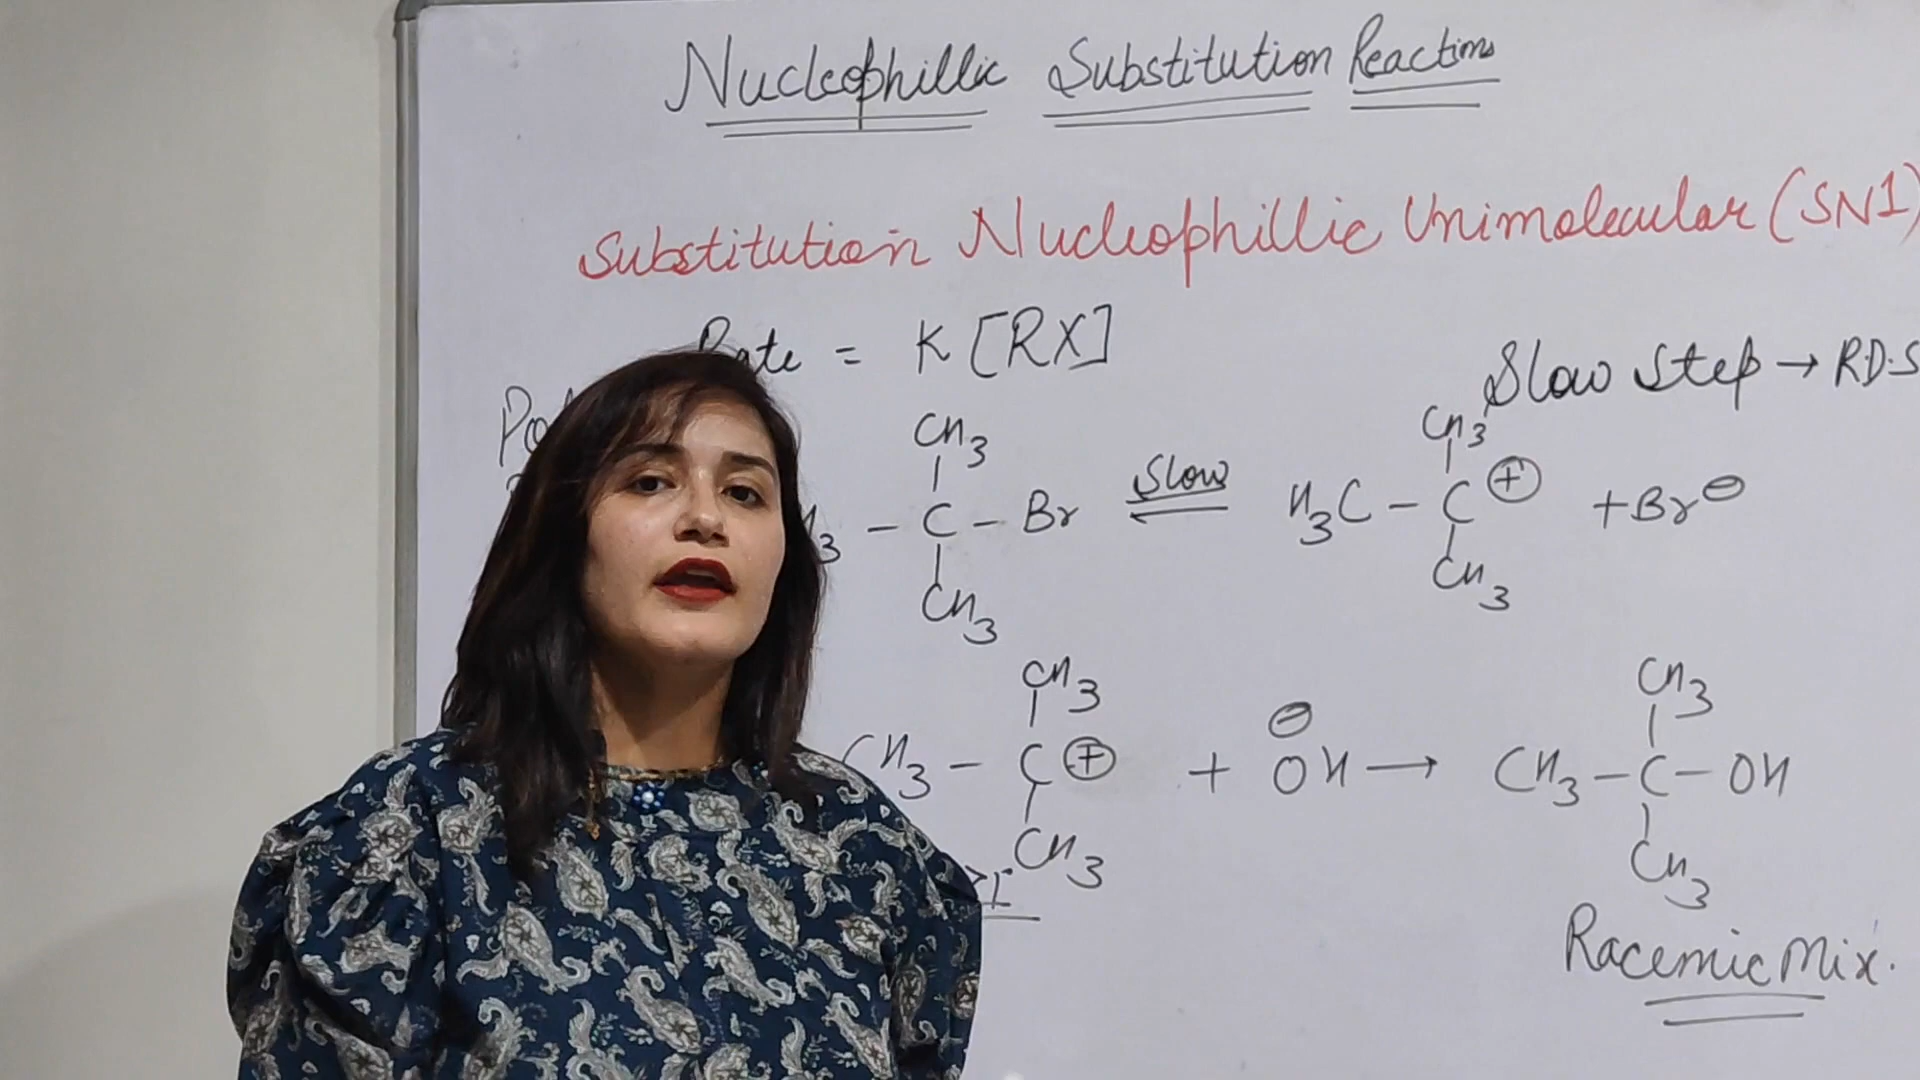 Nucleophillic Substitution Reactions
Substitution Nucleophillic Unimolecular (SN1)
Rate = K [RX]
Slow Step → R.D.S
CH3
CH3
3 - C - Br
Slow
H3C - C ⊕ + Br ⊖
CH3
CH3
CH3
CH3
⊖
CH3 - C ⊕ + OH → CH3 - C - OH
CH3
CH3
Racemic Mix.